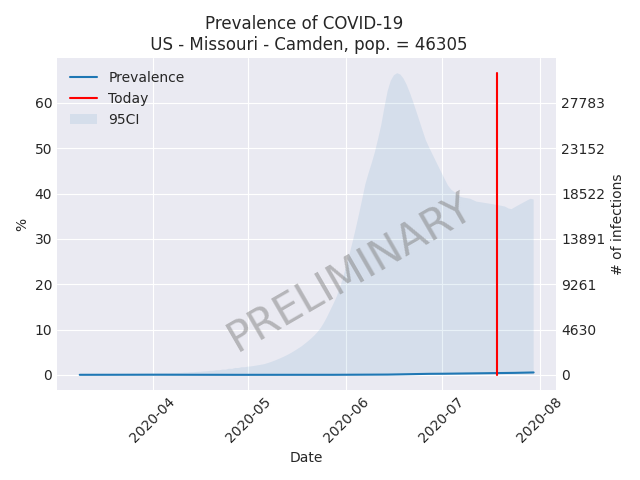 Prevalence of COVID-19
US - Missouri - Camden, pop. = 46305
Prevalence
Today
95CI
60
50
40
30
20
10
0
%
27783
23152
18522
13891
9261
4630
0
# of infections
PRELIMINARY
2020-04
2020-05
2020-06
2020-07
2020-08
Date